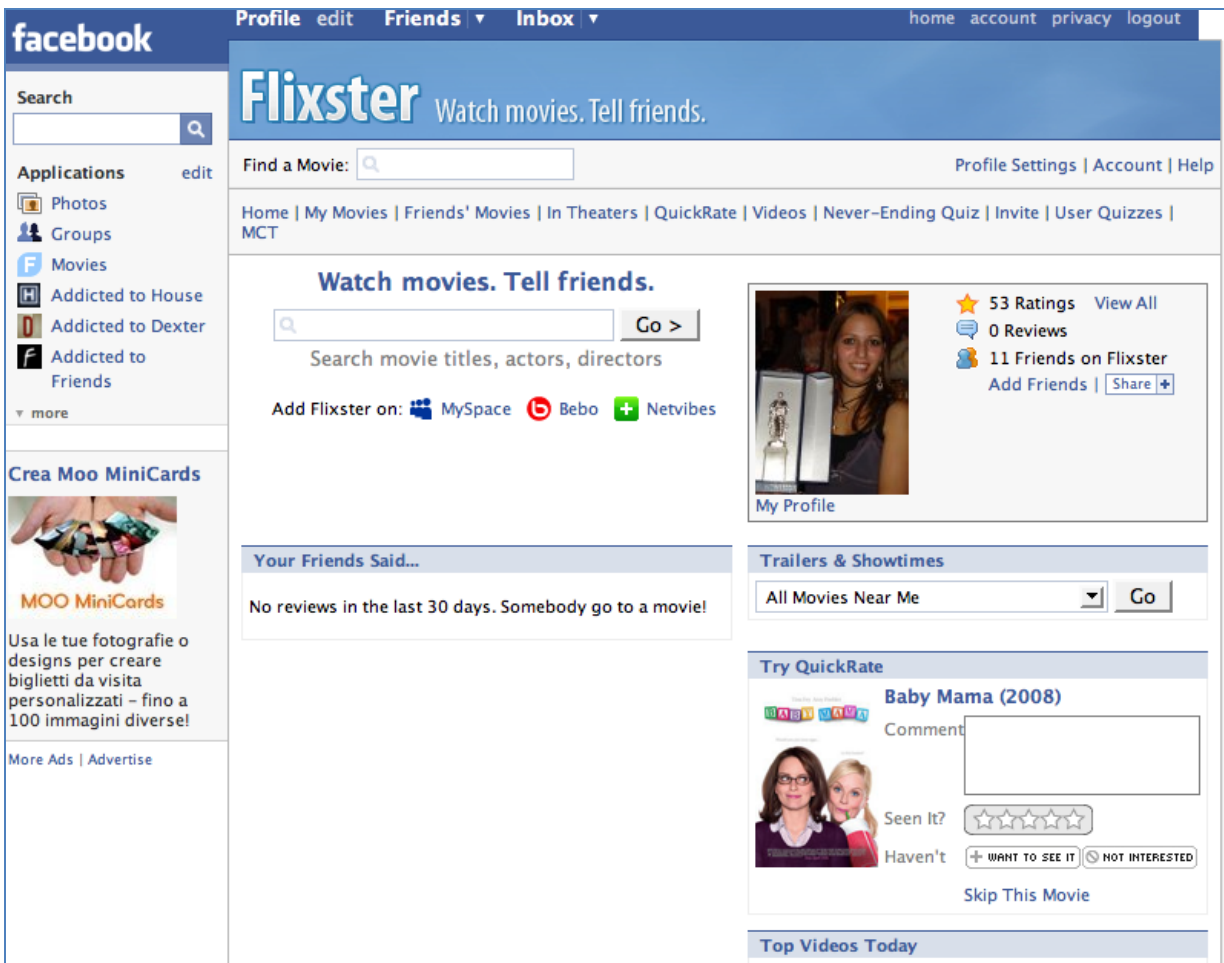 Profile edit Friends ▼ Inbox ▼ home account privacy logout
facebook
Search
Applications edit
Photos
Groups
Movies
Addicted to House
Addicted to Dexter
Addicted to
Friends
▼ more
Crea Moo MiniCards
MOO MiniCards
Usa le tue fotografie o
designs per creare
biglietti da visita
personalizzati – fino a
100 immagini diverse!
More Ads | Advertise
Flixster Watch movies. Tell friends.
Find a Movie:
Profile Settings | Account | Help
Home | My Movies | Friends' Movies | In Theaters | QuickRate | Videos | Never-Ending Quiz | Invite | User Quizzes |
MCT
Watch movies. Tell friends.
Go >
Search movie titles, actors, directors
Add Flixster on: MySpace Bebo Netvibes
53 Ratings View All
0 Reviews
11 Friends on Flixster
Add Friends | Share +
My Profile
Your Friends Said...
No reviews in the last 30 days. Somebody go to a movie!
Trailers & Showtimes
All Movies Near Me Go
Try QuickRate
BABY MAMA
Baby Mama (2008)
Comment
Seen It?
Haven't + WANT TO SEE IT NOT INTERESTED
Skip This Movie
Top Videos Today